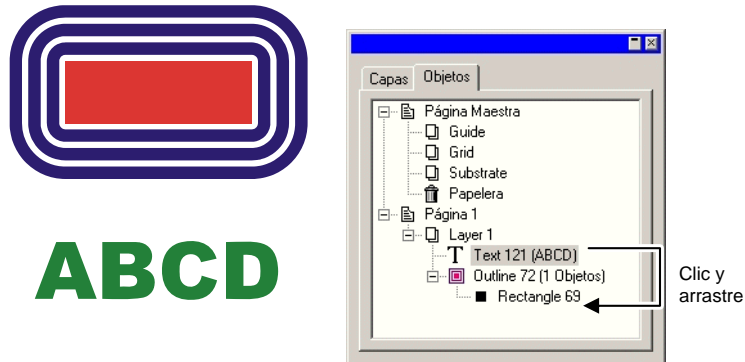 ABCD
Capas Objetos
Página Maestra
Guide
Grid
Substrate
Papelera
Página 1
Layer 1
T Text 121 (ABCD)
Outline 72 (1 Objetos)
Rectangle 69
Clic y
arrastre